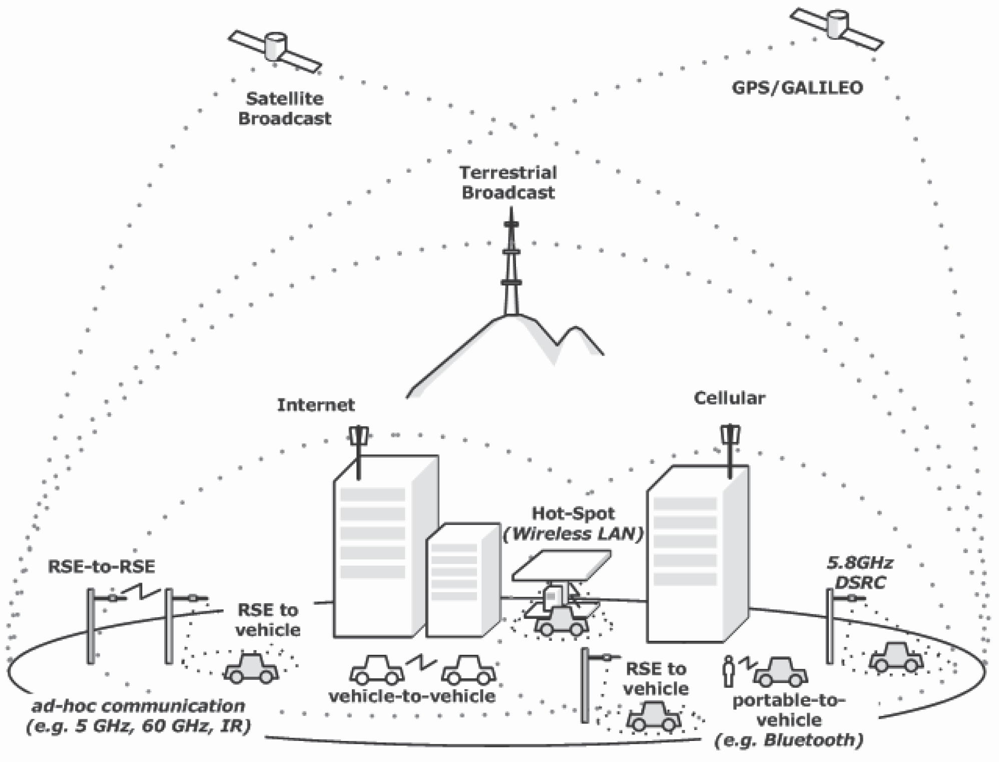 Satellite
Broadcast
GPS/GALILEO
Terrestrial
Broadcast
Internet
Cellular
Hot-Spot
(Wireless LAN)
RSE-to-RSE
5.8GHz
DSRC
RSE to
vehicle
vehicle-to-vehicle
RSE to
vehicle
portable-to-
vehicle
(e.g. Bluetooth)
ad-hoc communication
(e.g. 5 GHz, 60 GHz, IR)